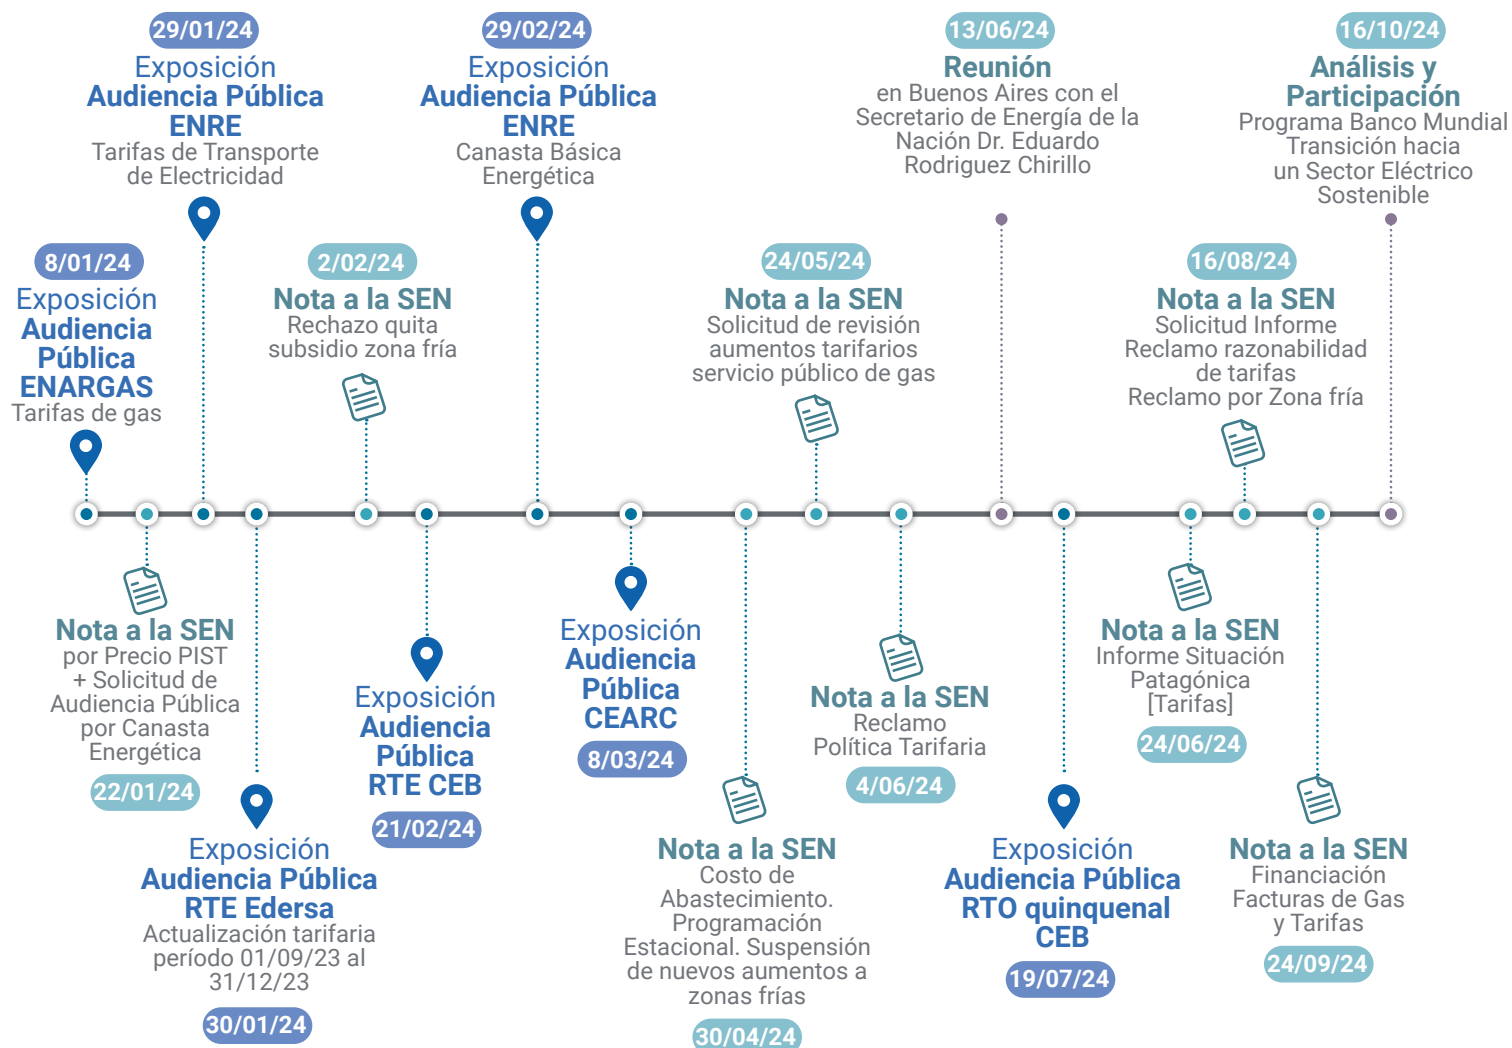 29/01/24
Exposición
Audiencia Pública
ENRE
Tarifas de Transporte
de Electricidad
29/02/24
Exposición
Audiencia Pública
ENRE
Canasta Básica
Energética
13/06/24
Reunión
en Buenos Aires con el
Secretario de Energía de la
Nación Dr. Eduardo
Rodriguez Chirillo
16/10/24
Análisis y
Participación
Programa Banco Mundial
Transición hacia
un Sector Eléctrico
Sostenible
8/01/24
Exposición
Audiencia
Pública
ENARGAS
Tarifas de gas
2/02/24
Nota a la SEN
Rechazo quita
subsidio zona fría
24/05/24
Nota a la SEN
Solicitud de revisión
aumentos tarifarios
servicio público de gas
16/08/24
Nota a la SEN
Solicitud Informe
Reclamo razonabilidad
de tarifas
Reclamo por Zona fría
Nota a la SEN
por Precio PIST
+ Solicitud de
Audiencia Pública
por Canasta
Energética
22/01/24
Exposición
Audiencia Pública
RTE Edersa
Actualización tarifaria
período 01/09/23 al
31/12/23
30/01/24
Exposición
Audiencia
Pública
RTE CEB
21/02/24
Exposición
Audiencia
Pública
CEARC
8/03/24
Nota a la SEN
Costo de
Abastecimiento.
Programación
Estacional. Suspensión
de nuevos aumentos a
zonas frías
30/04/24
Nota a la SEN
Reclamo
Política Tarifaria
4/06/24
Exposición
Audiencia Pública
RTO quinquenal
CEB
19/07/24
Nota a la SEN
Informe Situación
Patagónica
[Tarifas]
24/06/24
Nota a la SEN
Financiación
Facturas de Gas
y Tarifas
24/09/24